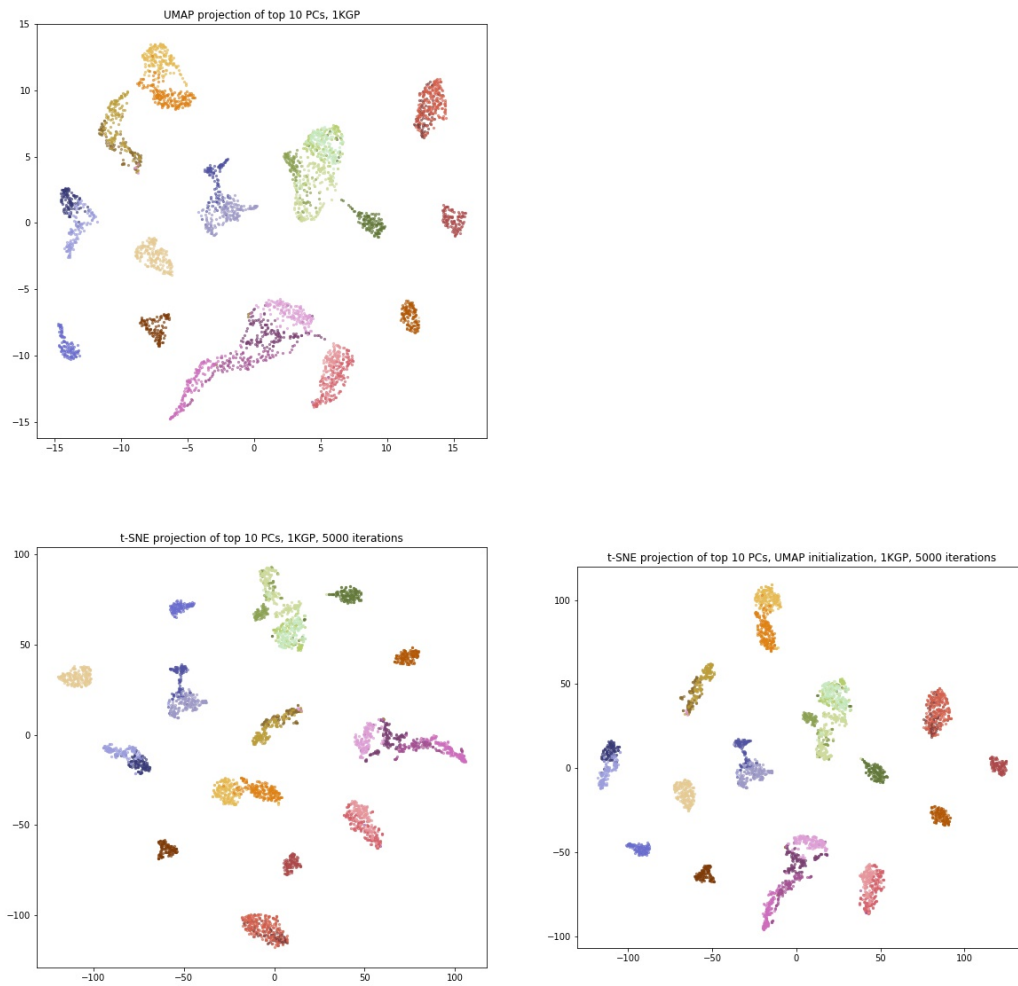 UMAP projection of top 10 PCs, 1KGP
15
10
5
0
−5
−10
−15
−15 −10 −5 0 5 10 15
t-SNE projection of top 10 PCs, 1KGP, 5000 iterations
100
50
0
−50
−100
−100 −50 0 50 100
t-SNE projection of top 10 PCs, UMAP initialization, 1KGP, 5000 iterations
100
50
0
−50
−100
−100 −50 0 50 100